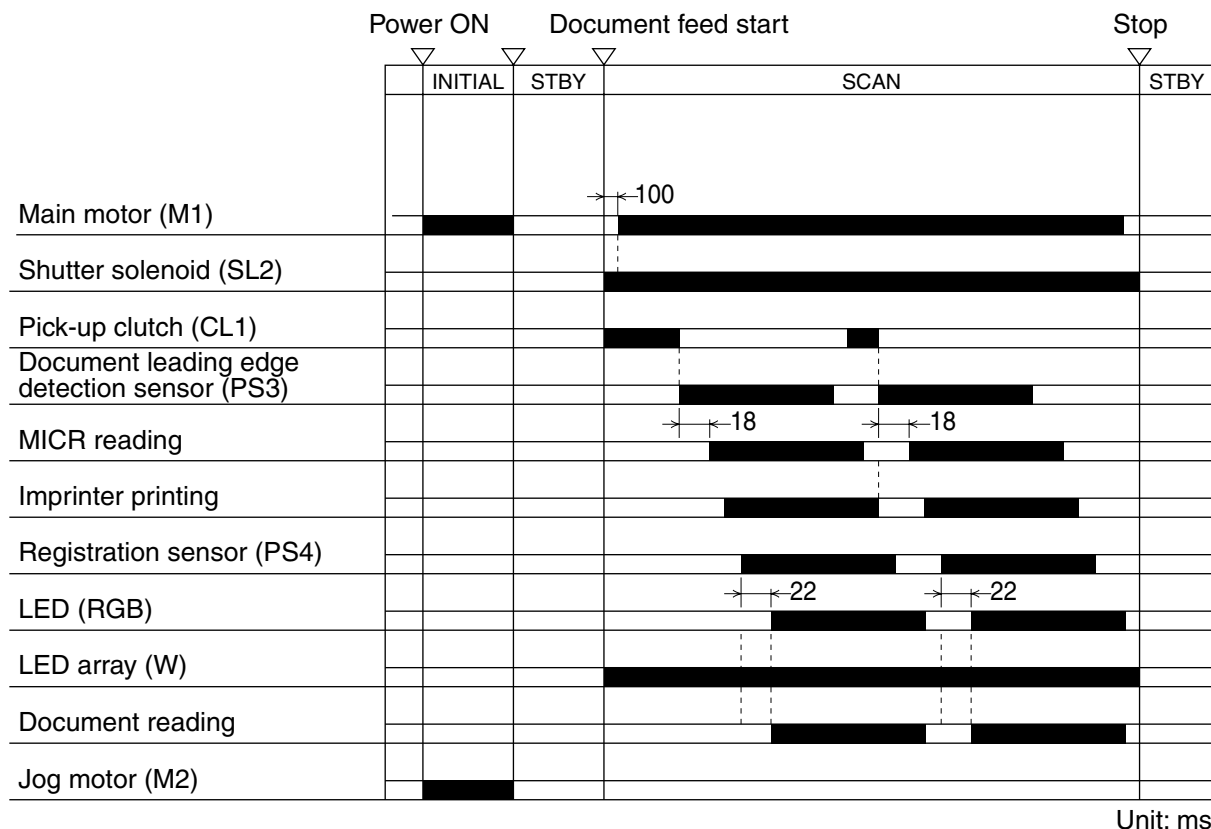 Power ON
Document feed start
Stop
INITIAL
STBY
SCAN
STBY
100
Main motor (M1)
Shutter solenoid (SL2)
Pick-up clutch (CL1)
Document leading edge
detection sensor (PS3)
18
18
MICR reading
Imprinter printing
Registration sensor (PS4)
22
22
LED (RGB)
LED array (W)
Document reading
Jog motor (M2)
Unit: ms